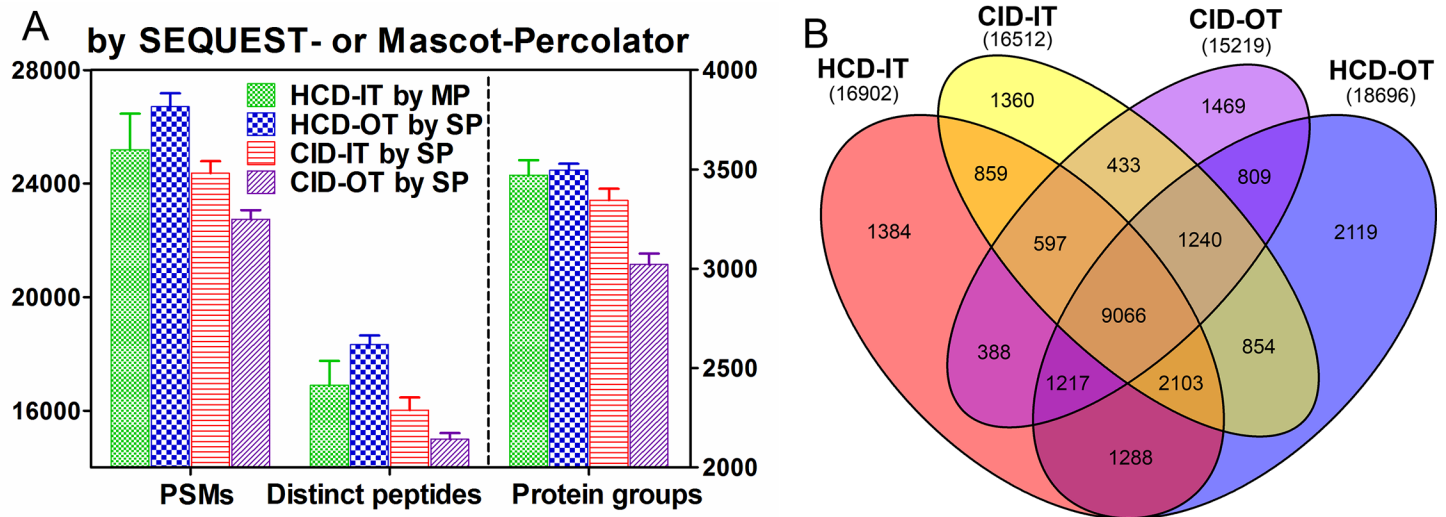 A
by SEQUEST- or Mascot-Percolator
28000
24000
20000
16000
4000
3500
3000
2500
2000
HCD-IT by MP
HCD-OT by SP
CID-IT by SP
CID-OT by SP
PSMs
Distinct peptides
Protein groups
B
CID-IT
(16512)
CID-OT
(15219)
HCD-IT
(16902)
HCD-OT
(18696)
1360
1469
859
433
809
1384
597
1240
2119
9066
388
854
1217
2103
1288